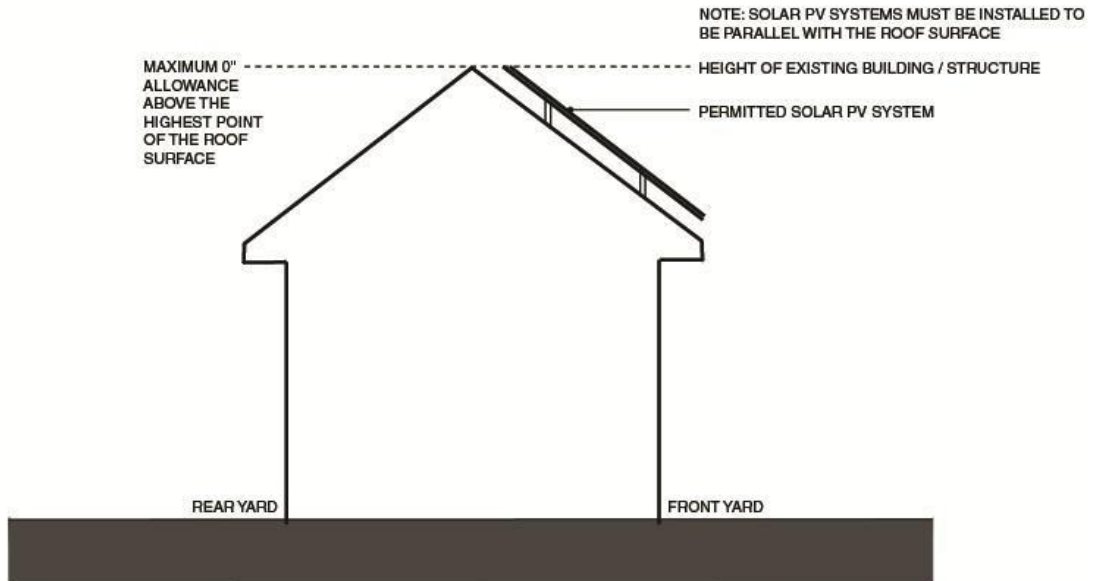 NOTE: SOLAR PV SYSTEMS MUST BE INSTALLED TO
BE PARALLEL WITH THE ROOF SURFACE
MAXIMUM 0"
ALLOWANCE
ABOVE THE
HIGHEST POINT
OF THE ROOF
SURFACE
HEIGHT OF EXISTING BUILDING / STRUCTURE
PERMITTED SOLAR PV SYSTEM
REAR YARD
FRONT YARD